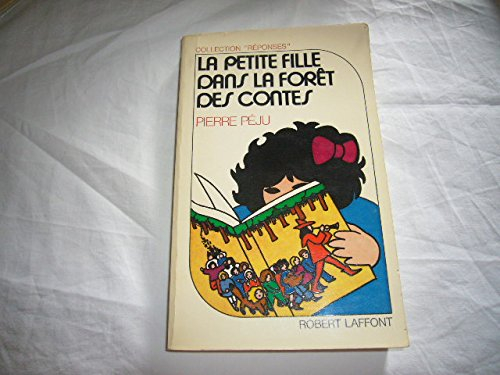 COLLECTION "RÉPONSES"
LA PETITE FILLE
DANS LA FORÊT
DES CONTES
PIERRE PÉJU
ROBERT LAFFONT